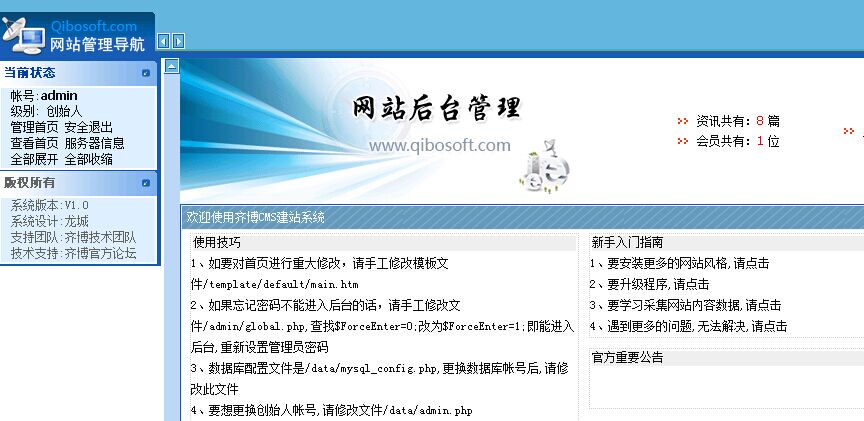 Qibosoft.com
网站管理导航
当前状态
帐号:admin
级别: 创始人
管理首页 安全退出
查看首页 服务器信息
全部展开 全部收缩
版权所有
系统版本:V1.0
系统设计:龙城
支持团队:齐博技术团队
技术支持:齐博官方论坛
网站后台管理
www.qibosoft.com
资讯共有：8 篇
会员共有：1 位
欢迎使用齐博CMS建站系统
使用技巧
1、如要对首页进行重大修改，请手工修改模板文
件/template/default/main.htm
2、如果忘记密码不能进入后台的话，请手工修改文
件/admin/global.php,查找$ForceEnter=0;改为$ForceEnter=1;即能进入
后台,重新设置管理员密码
3、数据库配置文件是/data/mysql_config.php,更换数据库帐号后,请修
改此文件
4、要想更换创始人帐号,请修改文件/data/admin.php
新手入门指南
1、要安装更多的网站风格,请点击
2、要升级程序,请点击
3、要学习采集网站内容数据,请点击
4、遇到更多的问题,无法解决,请点击
官方重要公告